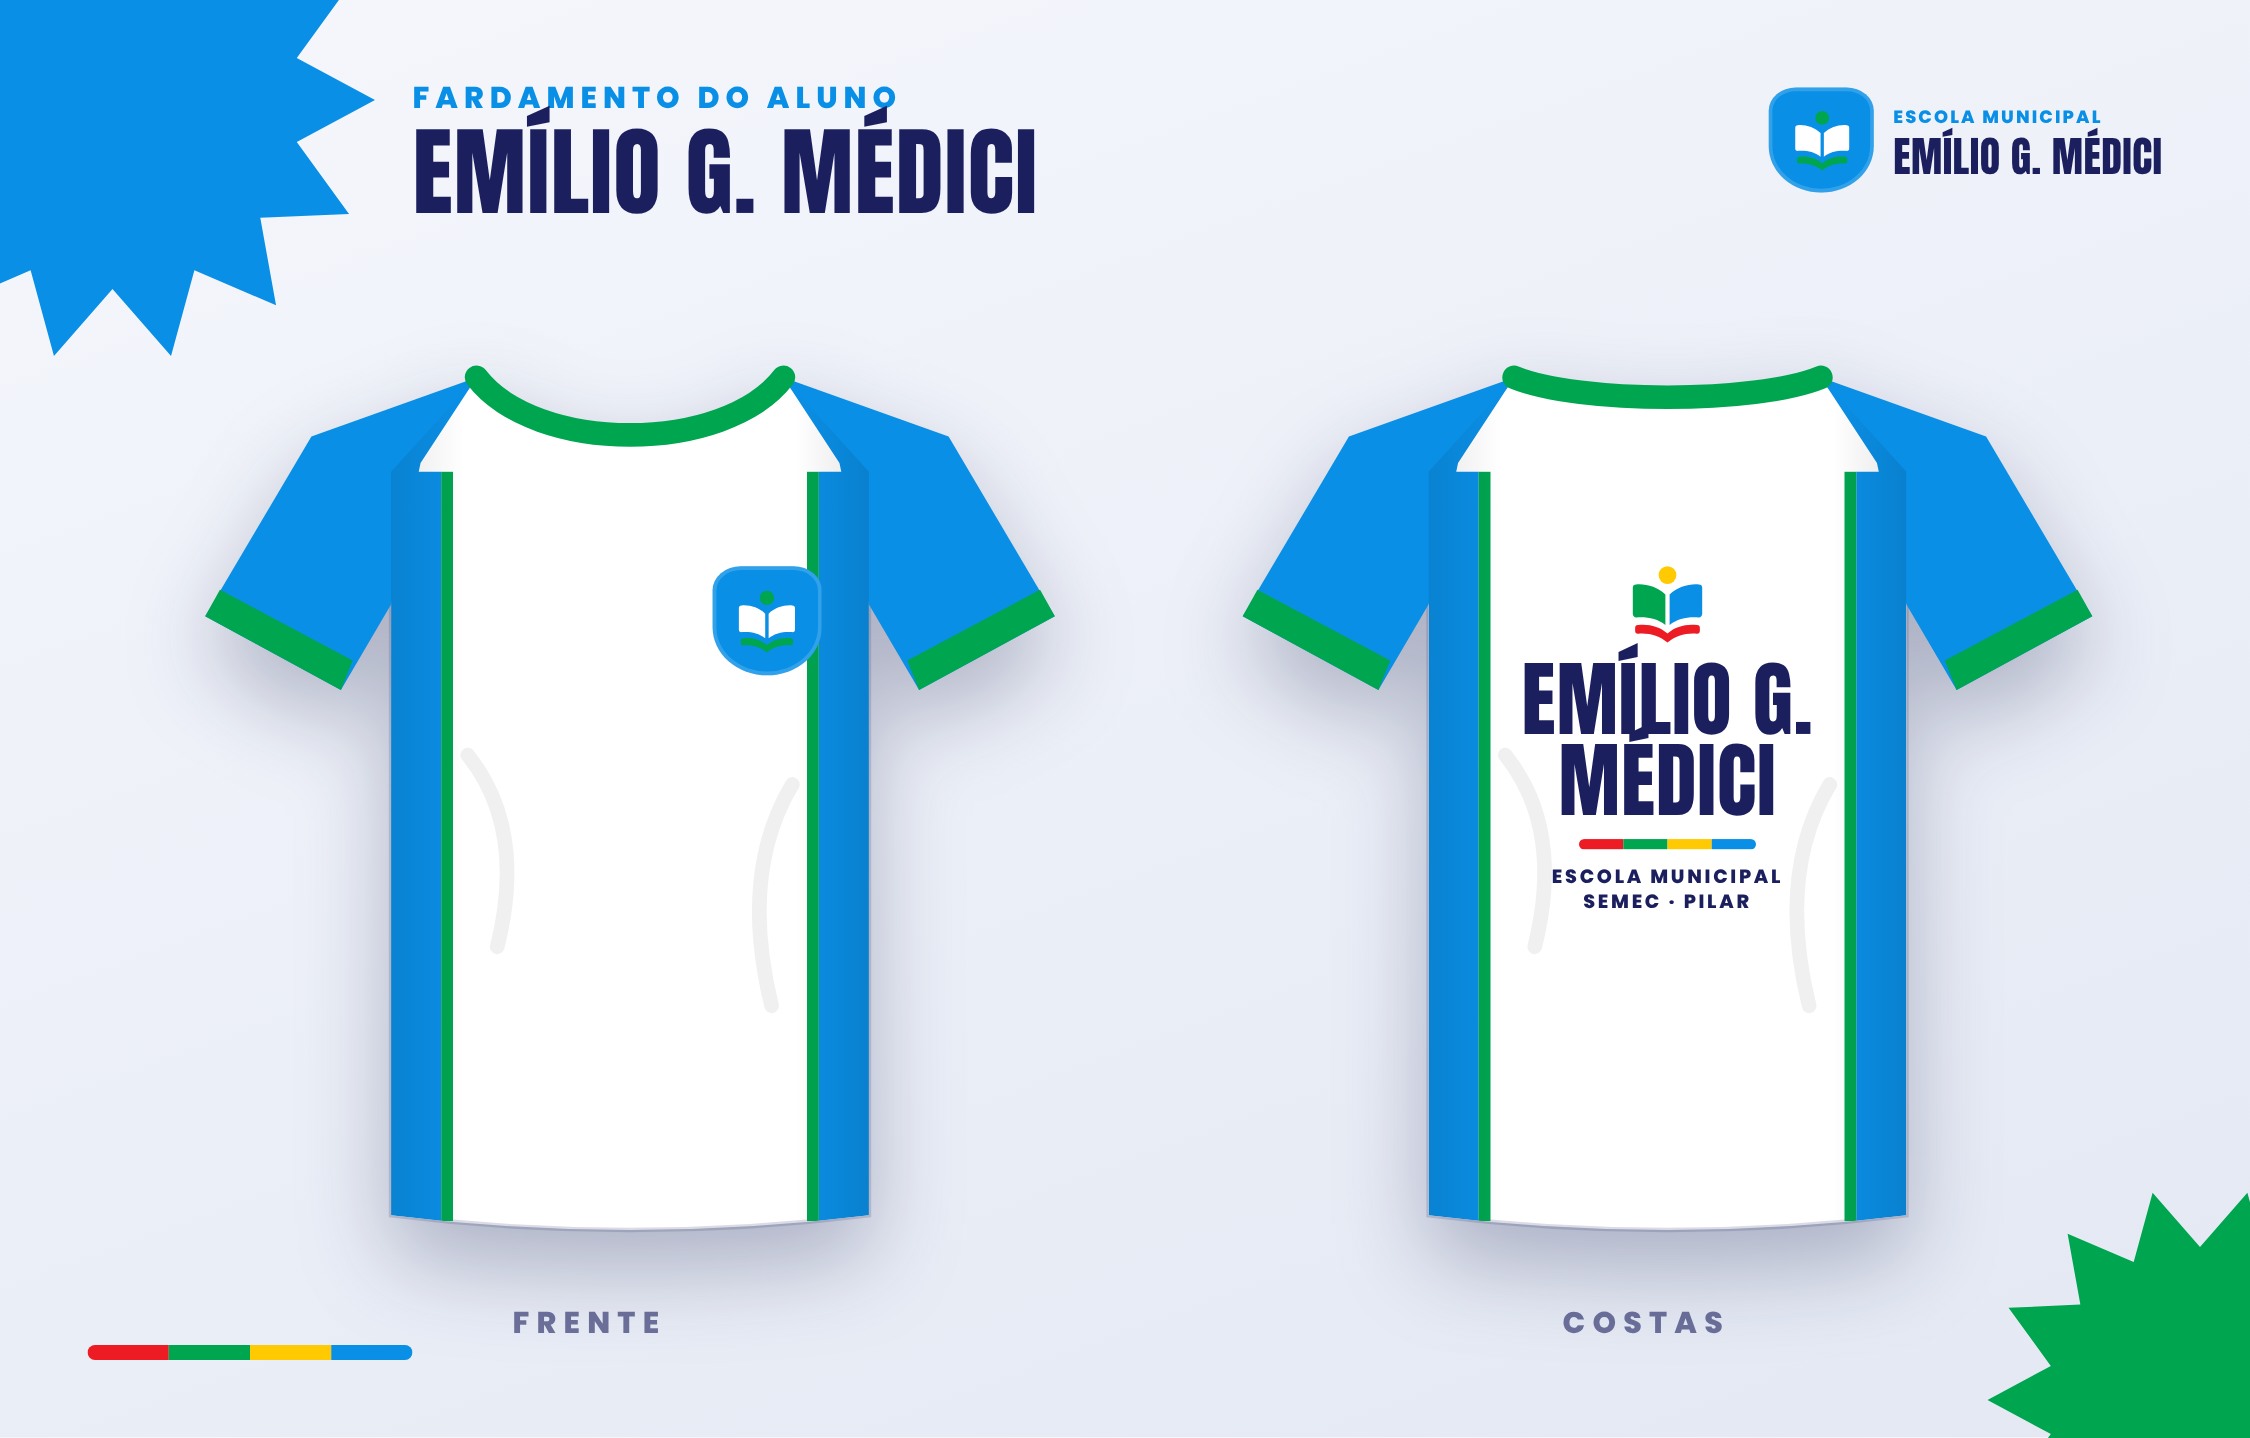 FARDAMENTO DO ALUNO
EMÍLIO G. MÉDICI
ESCOLA MUNICIPAL
EMÍLIO G. MÉDICI
EMÍLIO G.
MÉDICI
ESCOLA MUNICIPAL
SEMEC · PILAR
FRENTE
COSTAS